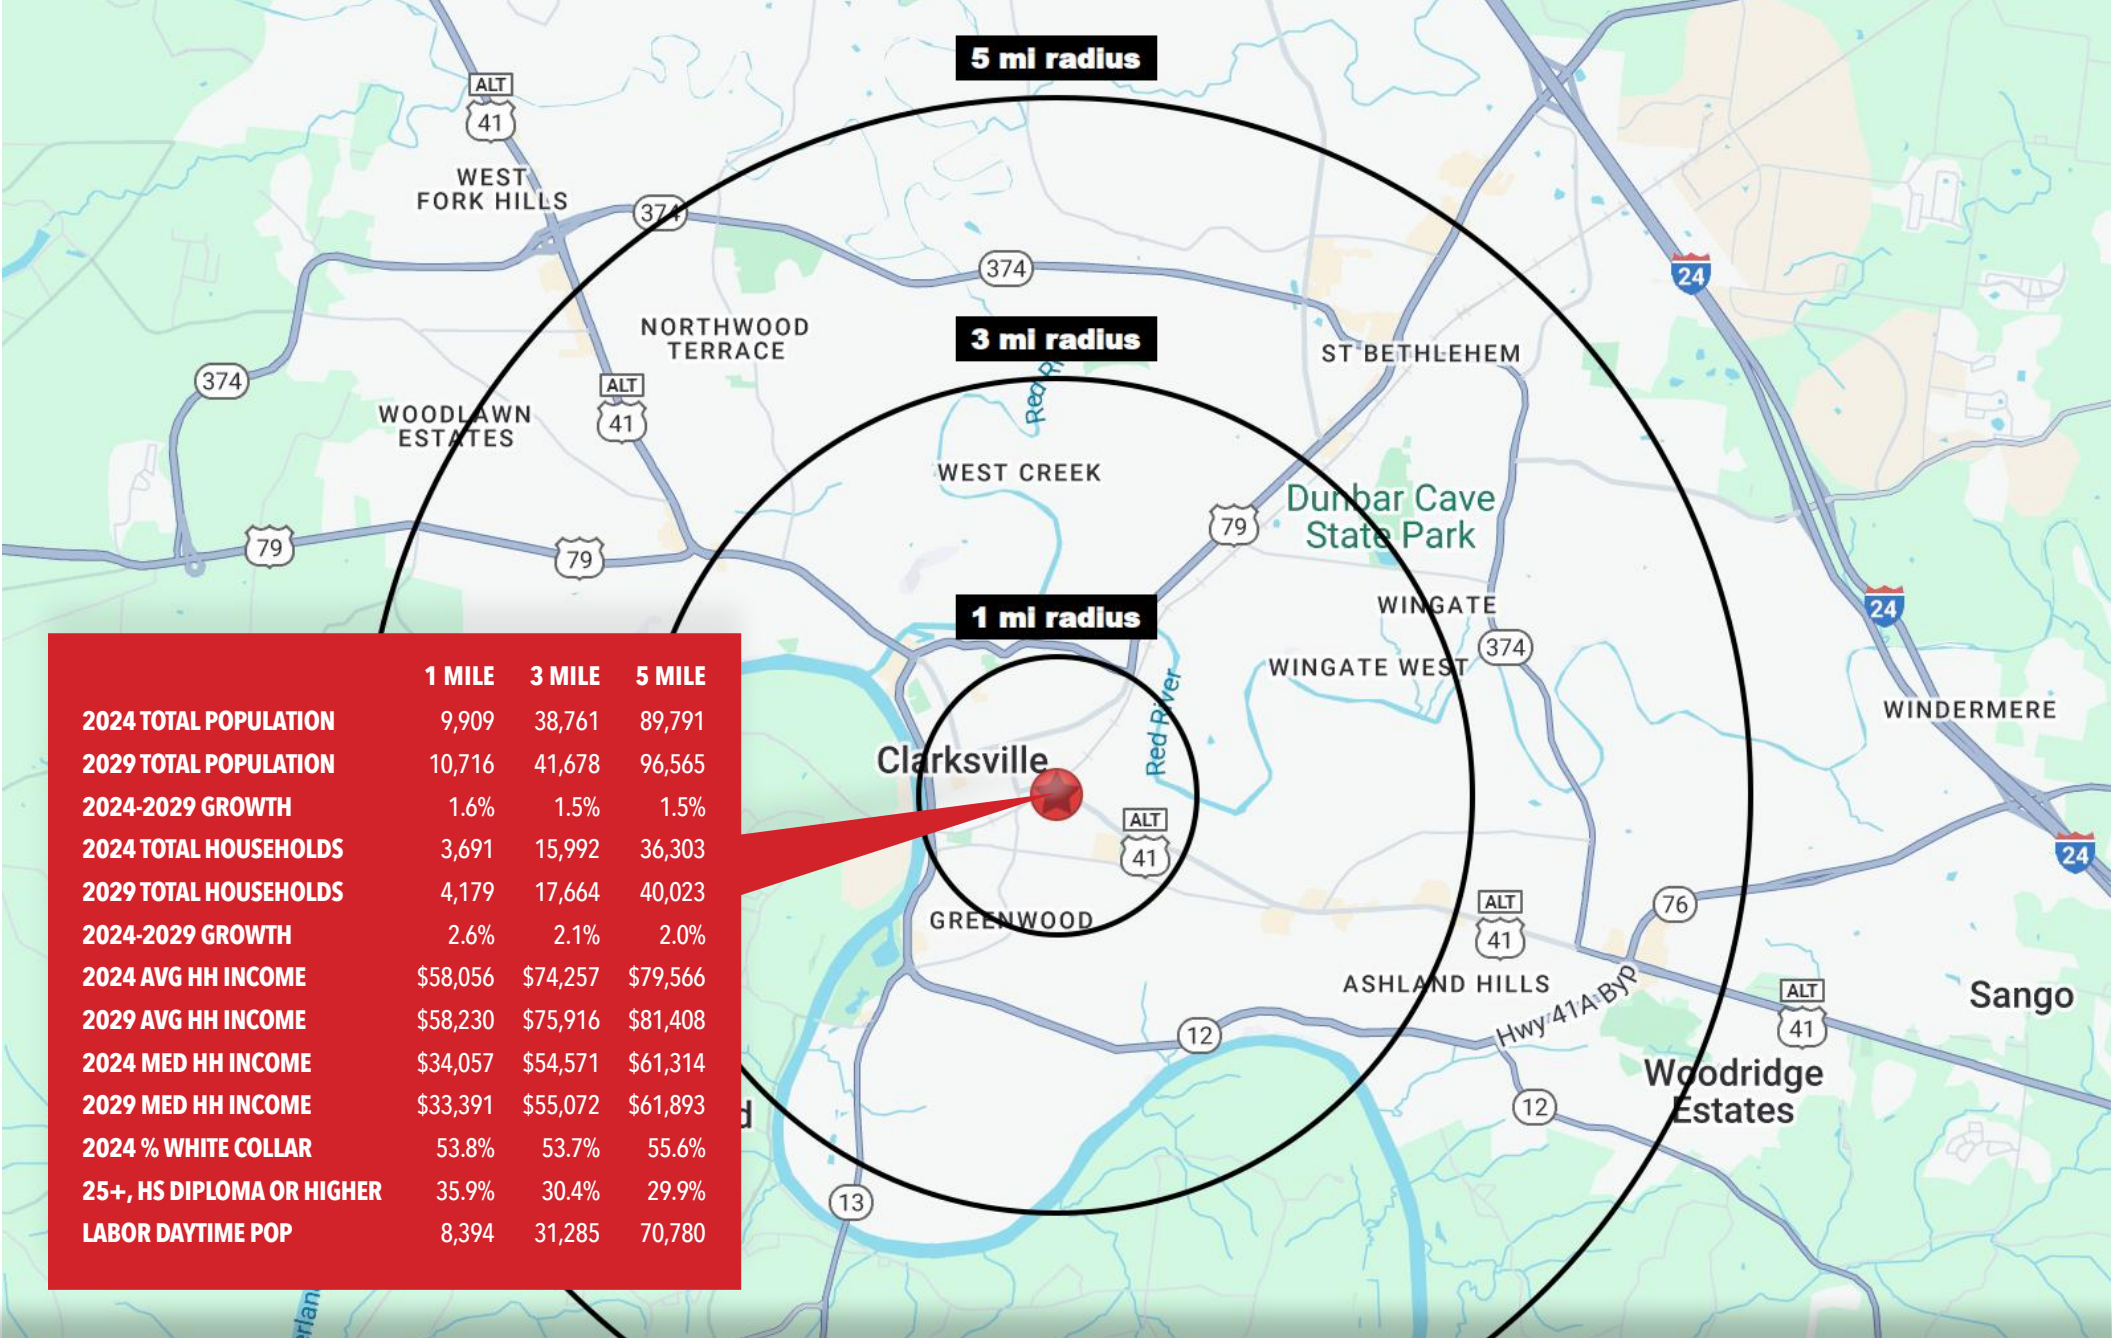 5 mi radius
ALT
41
WEST
FORK HILLS
374
374
24
NORTHWOOD
TERRACE
3 mi radius
ST BETHLEHEM
374
ALT
41
WOODLAWN
ESTATES
WEST CREEK
Dunbar Cave
State Park
79
79
79
1 mi radius
WINGATE
24
374
WINGATE WEST
Red River
WINDERMERE
Clarksville
ALT
41
GREENWOOD
ALT
41
76
24
ASHLAND HILLS
Hwy 41A Byp
ALT
41
Sango
12
Woodridge
Estates
12
13
1 MILE 3 MILE 5 MILE
2024 TOTAL POPULATION 9,909 38,761 89,791
2029 TOTAL POPULATION 10,716 41,678 96,565
2024-2029 GROWTH 1.6% 1.5% 1.5%
2024 TOTAL HOUSEHOLDS 3,691 15,992 36,303
2029 TOTAL HOUSEHOLDS 4,179 17,664 40,023
2024-2029 GROWTH 2.6% 2.1% 2.0%
2024 AVG HH INCOME $58,056 $74,257 $79,566
2029 AVG HH INCOME $58,230 $75,916 $81,408
2024 MED HH INCOME $34,057 $54,571 $61,314
2029 MED HH INCOME $33,391 $55,072 $61,893
2024 % WHITE COLLAR 53.8% 53.7% 55.6%
25+, HS DIPLOMA OR HIGHER 35.9% 30.4% 29.9%
LABOR DAYTIME POP 8,394 31,285 70,780